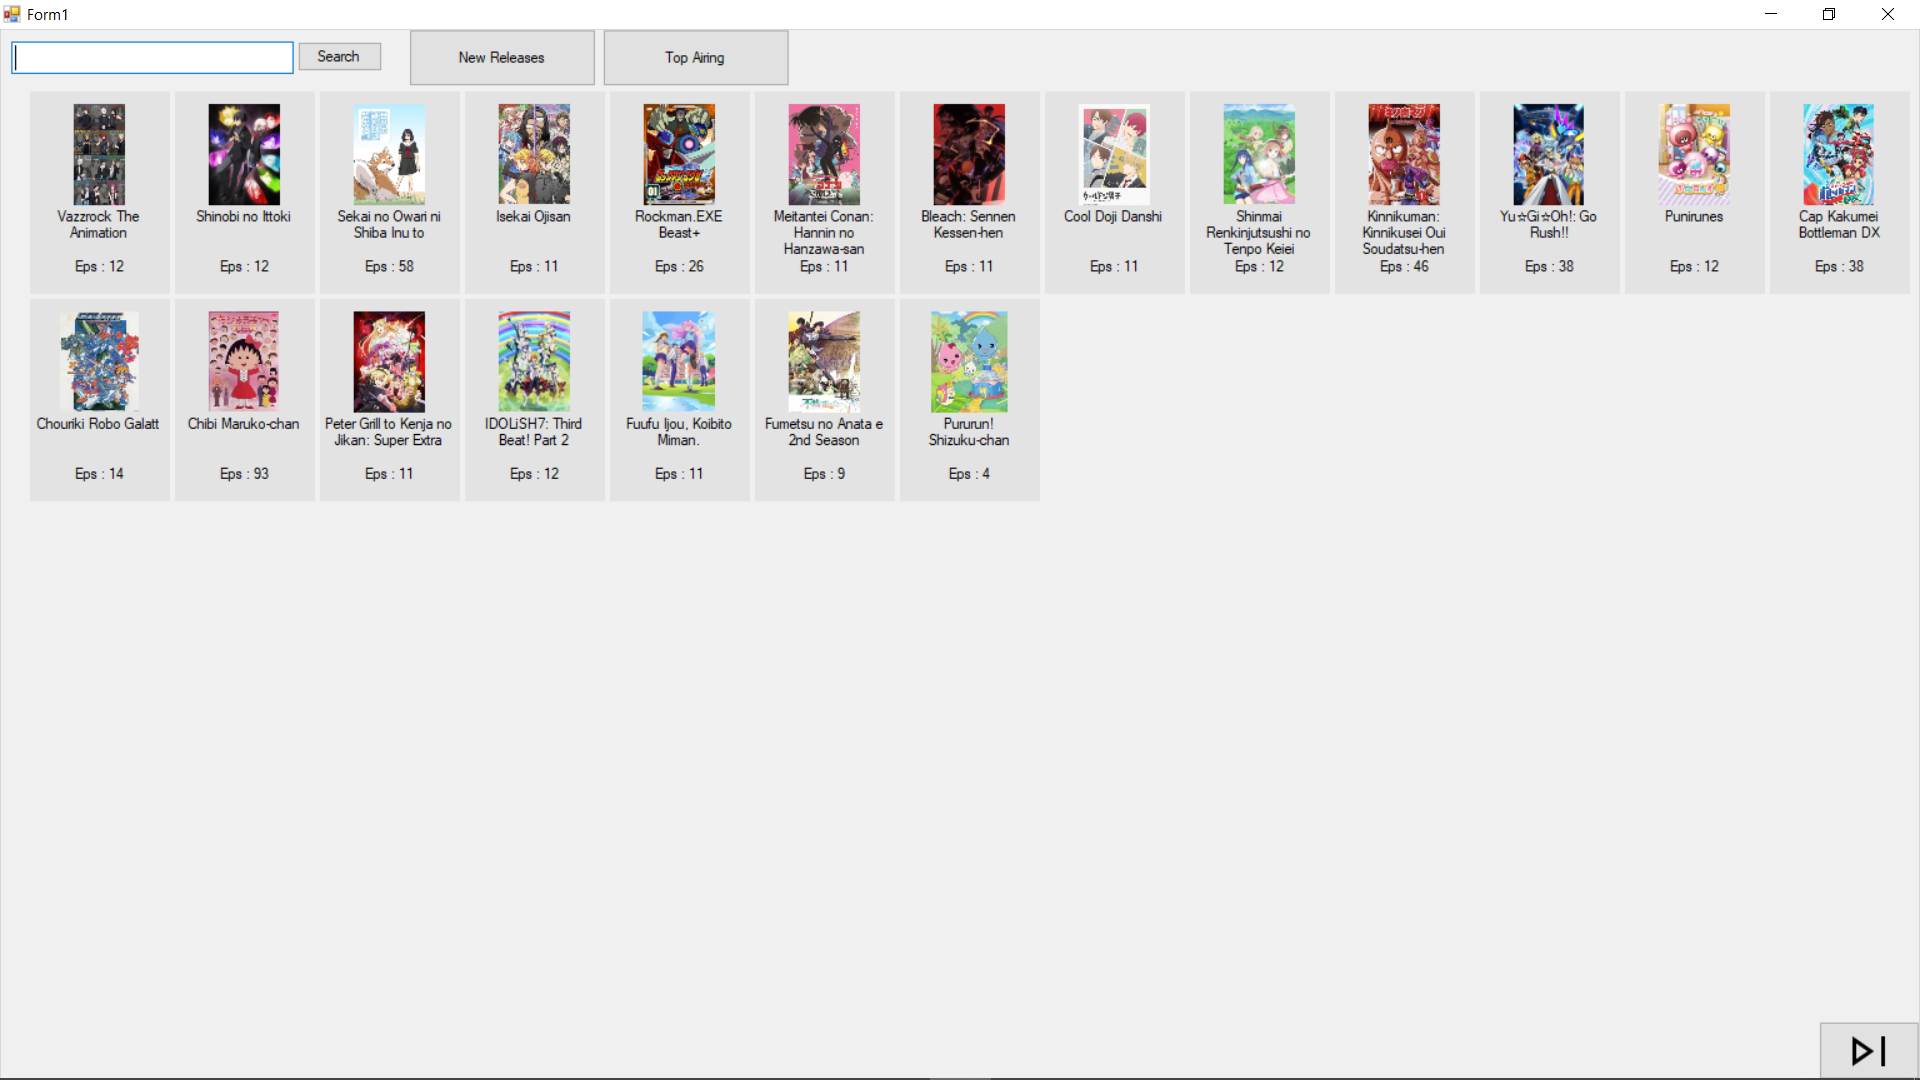 Form1
Search
New Releases
Top Airing
Vazzrock The
Animation
Eps : 12
Shinobi no Ittoki
Eps : 12
Sekai no Owari ni
Shiba Inu to
Eps : 58
Isekai Ojisan
Eps : 11
Rockman.EXE
Beast+
Eps : 26
Meitantei Conan:
Hannin no
Hanzawa-san
Eps : 11
Bleach: Sennen
Kessen-hen
Eps : 11
Cool Doji Danshi
Eps : 11
Shinmai
Renkinjutsushi no
Tenpo Keiei
Eps : 12
Kinnikuman:
Kinnikusei Oui
Soudatsu-hen
Eps : 46
Yu☆Gi☆Oh!: Go
Rush!!
Eps : 38
Punirunes
Eps : 12
Cap Kakumei
Bottleman DX
Eps : 38
Chouriki Robo Galatt
Eps : 14
Chibi Maruko-chan
Eps : 93
Peter Grill to Kenja no
Jikan: Super Extra
Eps : 11
IDOLiSH7: Third
Beat! Part 2
Eps : 12
Fuufu Ijou, Koibito
Miman.
Eps : 11
Fumetsu no Anata e
2nd Season
Eps : 9
Pururun!
Shizuku-chan
Eps : 4